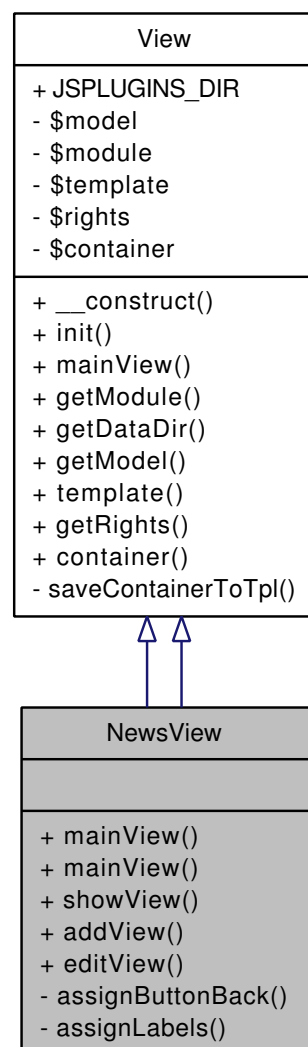 View
+ JSPLUGINS_DIR
- $model
- $module
- $template
- $rights
- $container
+ __construct()
+ init()
+ mainView()
+ getModule()
+ getDataDir()
+ getModel()
+ template()
+ getRights()
+ container()
- saveContainerToTpl()
NewsView
+ mainView()
+ mainView()
+ showView()
+ addView()
+ editView()
- assignButtonBack()
- assignLabels()